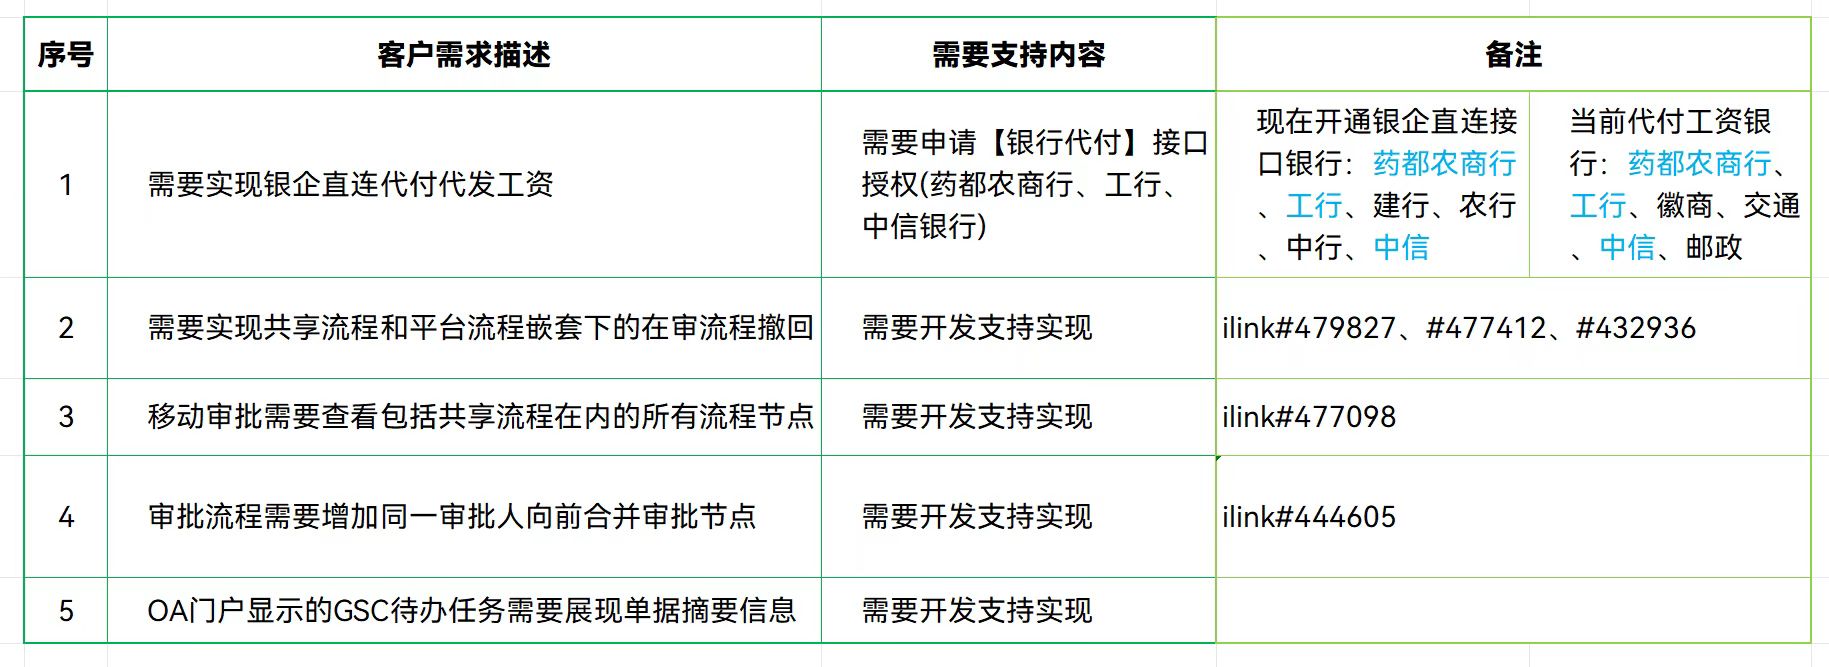 序号
客户需求描述
需要支持内容
备注
1
需要实现银企直连代付代发工资
需要申请【银行代付】接口
授权(药都农商行、工行、
中信银行)
现在开通银企直连接
口银行：药都农商行
、工行、建行、农行
、中行、中信
当前代付工资银
行：药都农商行、
工行、徽商、交通
、中信、邮政
2
需要实现共享流程和平台流程嵌套下的在审流程撤回
需要开发支持实现
ilink#479827、#477412、#432936
3
移动审批需要查看包括共享流程在内的所有流程节点
需要开发支持实现
ilink#477098
4
审批流程需要增加同一审批人向前合并审批节点
需要开发支持实现
ilink#444605
5
OA门户显示的GSC待办任务需要展现单据摘要信息
需要开发支持实现